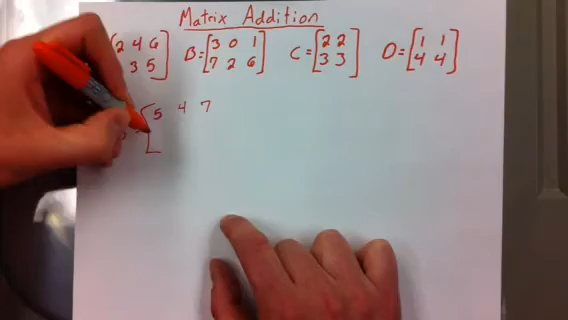 Matrix Addition
2 4 6 B = 3 0 1 C = 2 2 D = 1 1
3 5 7 2 6 3 3 4 4
5 4 7